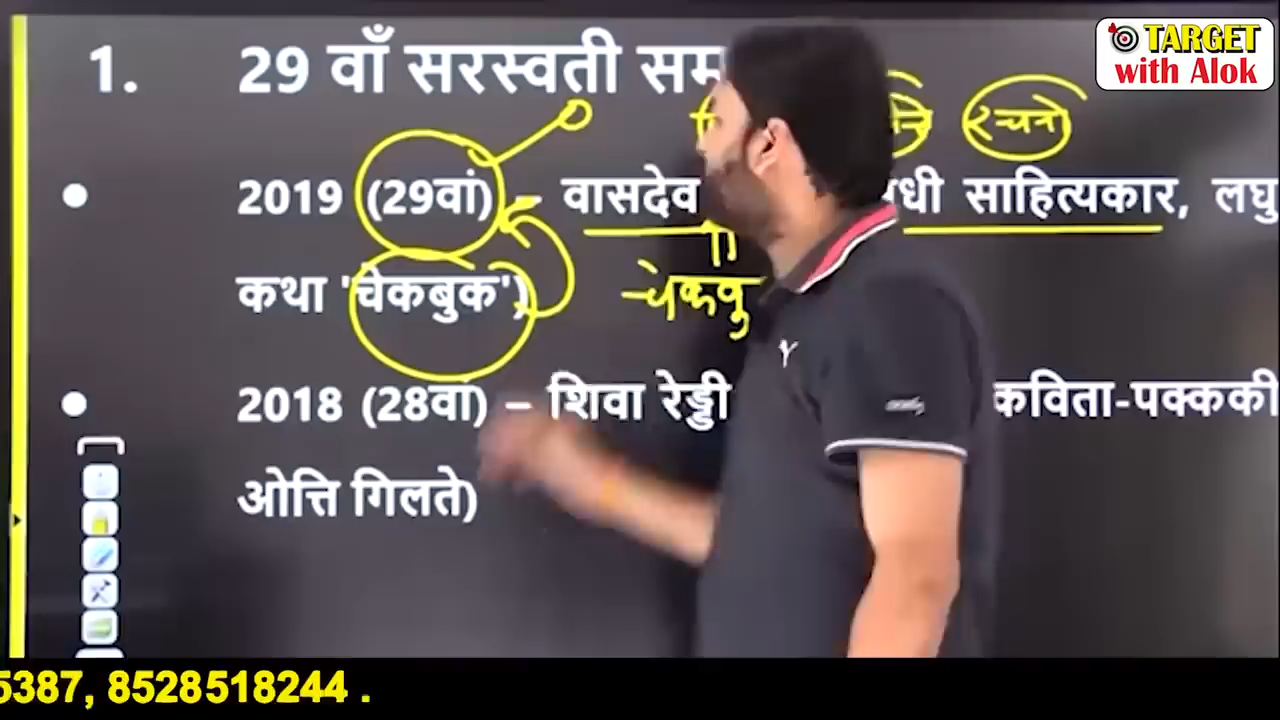 TARGET
with Alok
1. 29 वाँ सरस्वती सम
रचने
2019 (29वां) - वासदेव धी साहित्यकार, लघु
चेकबु
कथा 'चेकबुक')
2018 (28वां) – शिवा रेड्डी कविता-पक्ककी
ओत्ति गिलते)
5387, 8528518244 .